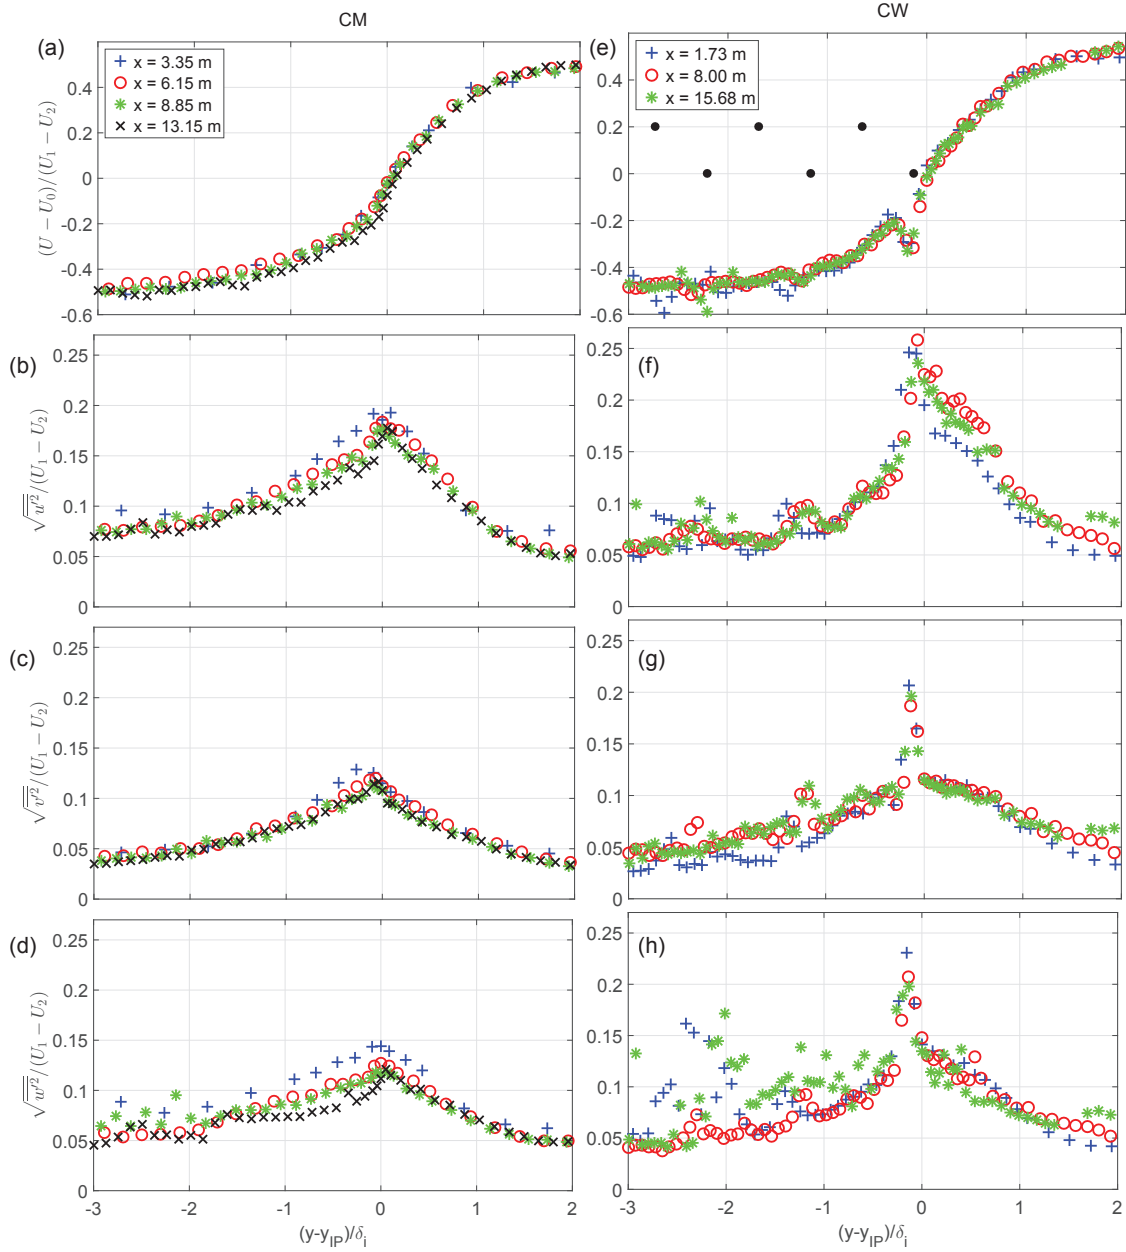 CM
CW
(a)
x = 3.35 m
x = 6.15 m
x = 8.85 m
x = 13.15 m
0.4
0.2
0
-0.2
-0.4
-0.6
(U − U₀)/(U₁ − U₂)
(e)
x = 1.73 m
x = 8.00 m
x = 15.68 m
0.4
0.2
0
-0.2
-0.4
-0.6
(b)
0.25
0.2
0.15
0.1
0.05
0
√u′²/(U₁ − U₂)
(f)
0.25
0.2
0.15
0.1
0.05
0
(c)
0.25
0.2
0.15
0.1
0.05
0
√v′²/(U₁ − U₂)
(g)
0.25
0.2
0.15
0.1
0.05
0
(d)
0.25
0.2
0.15
0.1
0.05
0
√w′²/(U₁ − U₂)
-3 -2 -1 0 1 2
(y-y_IP)/δ_i
(h)
0.25
0.2
0.15
0.1
0.05
0
-3 -2 -1 0 1 2
(y-y_IP)/δ_i